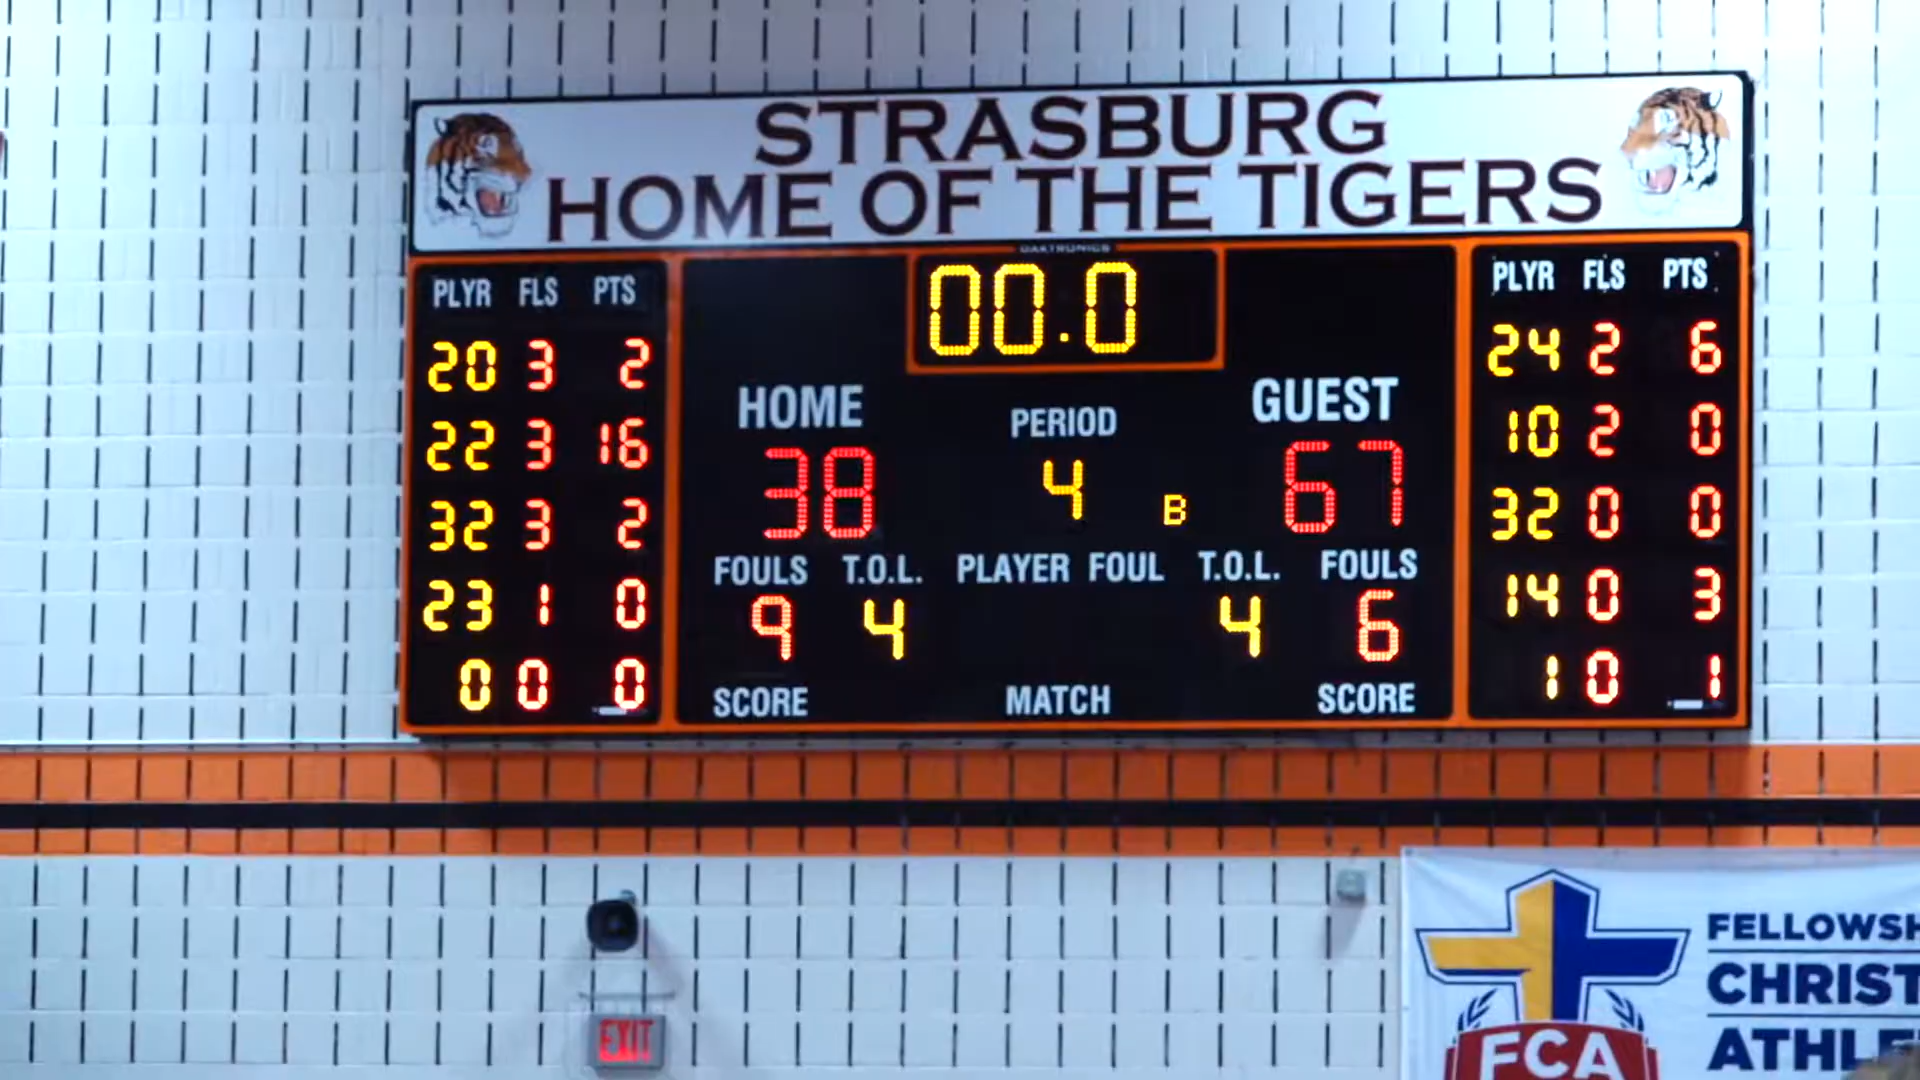 STRASBURG
HOME OF THE TIGERS
DAKTRONICS
00.0
PLYR FLS PTS
20 3 2
22 3 16
32 3 2
23 1 0
0 0 0
HOME PERIOD GUEST
38 4 B 67
FOULS T.O.L. PLAYER FOUL T.O.L. FOULS
9 4 4 6
SCORE MATCH SCORE
PLYR FLS PTS
24 2 6
10 2 0
32 0 0
14 0 3
1 0 1
EXIT
FCA
FELLOWSH
CHRIST
ATHLE